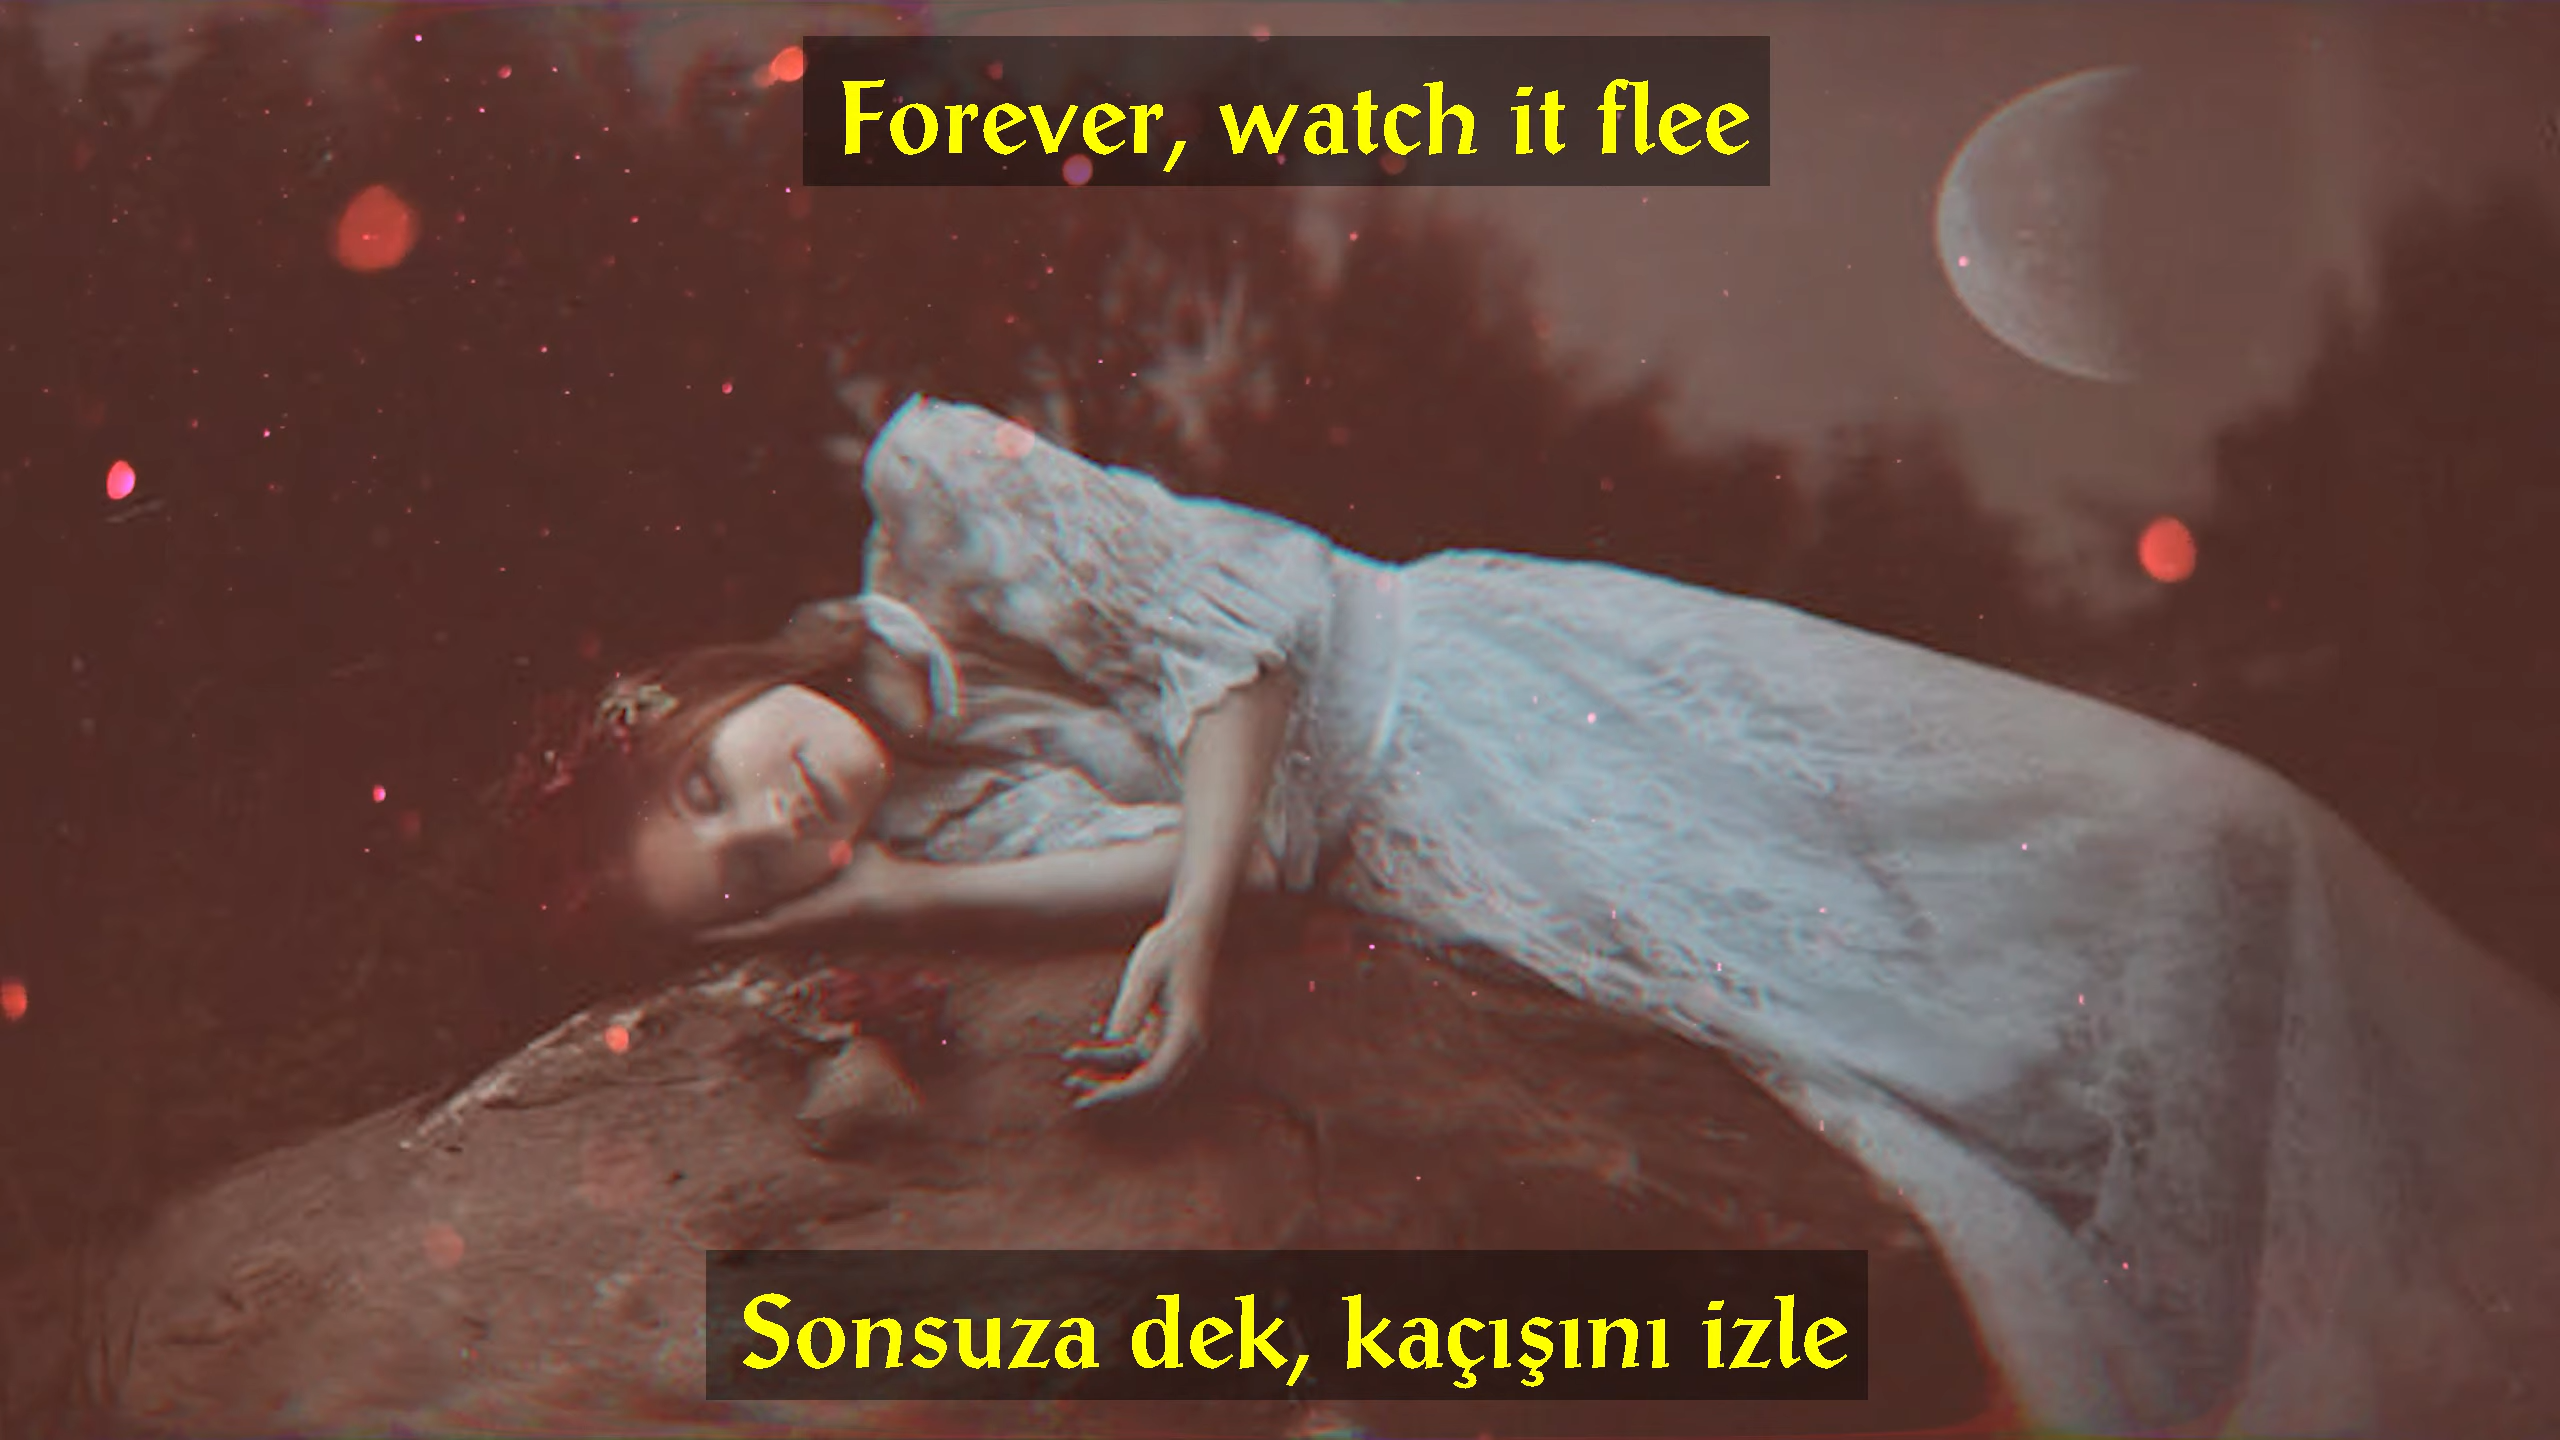 Forever, watch it flee
Sonsuza dek, kaçışını izle